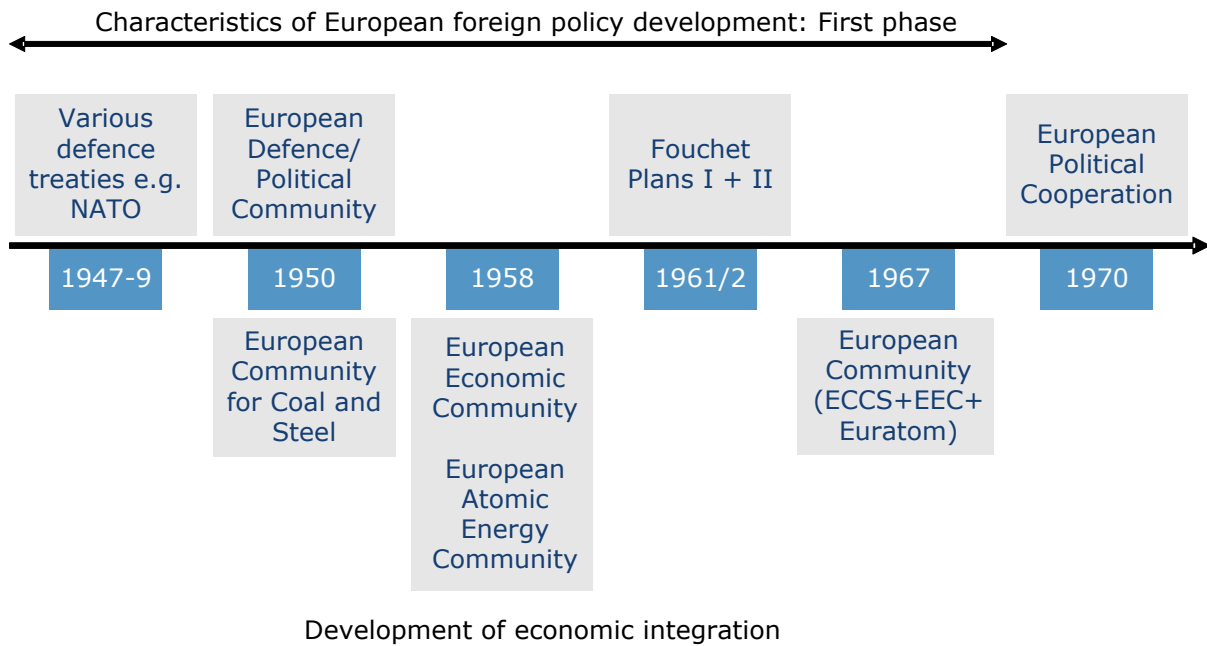 Characteristics of European foreign policy development: First phase
Various
defence
treaties e.g.
NATO
European
Defence/
Political
Community
Fouchet
Plans I + II
European
Political
Cooperation
1947-9
1950
1958
1961/2
1967
1970
European
Community
for Coal and
Steel
European
Economic
Community
European
Atomic
Energy
Community
European
Community
(ECCS+EEC+
Euratom)
Development of economic integration